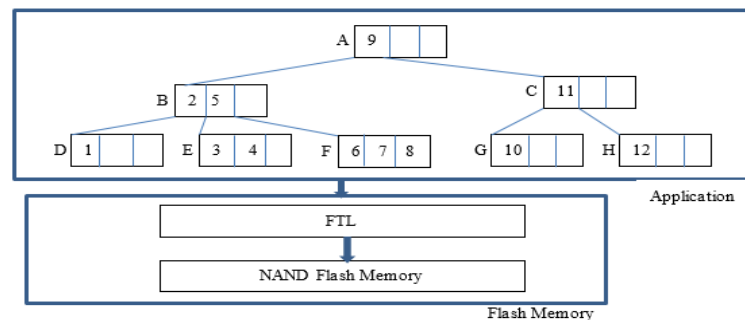 A 9
B 2 5 C 11
D 1 E 3 4 F 6 7 8 G 10 H 12
Application
FTL
NAND Flash Memory
Flash Memory